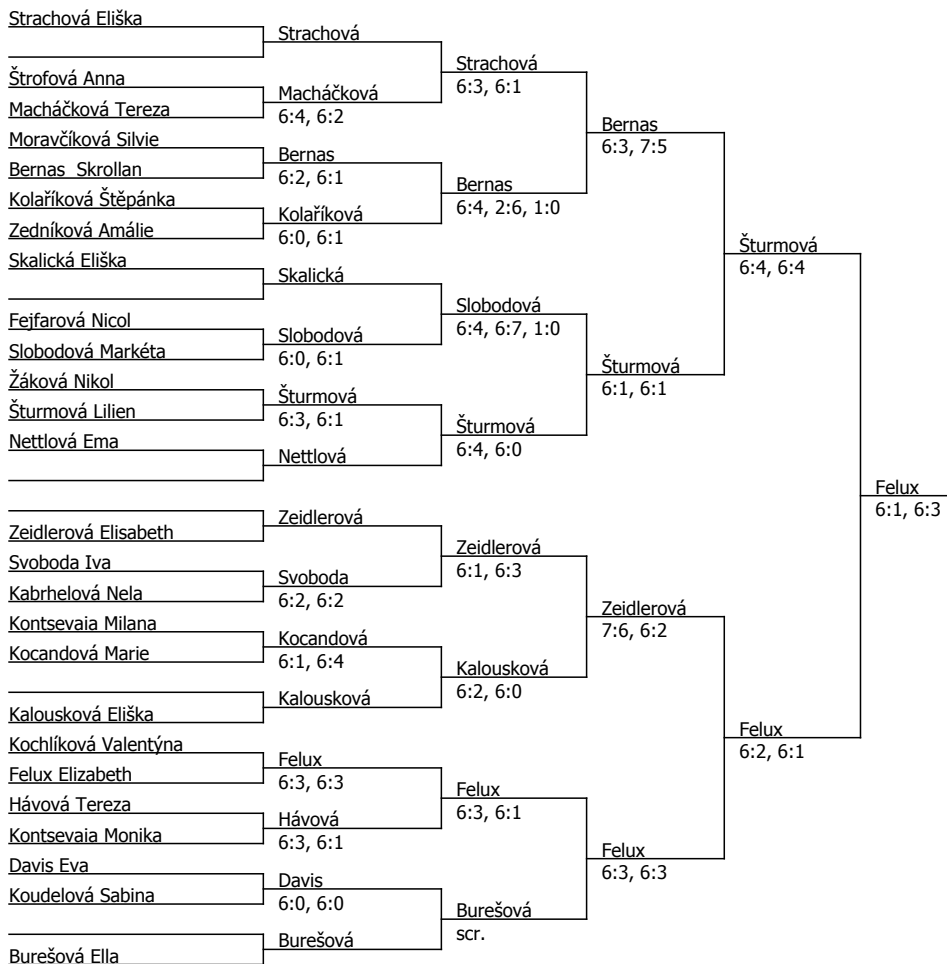 Strachová Eliška
Štrofová Anna
Macháčková Tereza
Moravčíková Silvie
Bernas  Skrollan
Kolaříková Štěpánka
Zedníková Amálie
Skalická Eliška
Fejfarová Nicol
Slobodová Markéta
Žáková Nikol
Šturmová Lilien
Nettlová Ema
Zeidlerová Elisabeth
Svoboda Iva
Kabrhelová Nela
Kontsevaia Milana
Kocandová Marie
Kalousková Eliška
Kochlíková Valentýna
Felux Elizabeth
Hávová Tereza
Kontsevaia Monika
Davis Eva
Koudelová Sabina
Burešová Ella
Strachová
Macháčková
6:4, 6:2
Bernas
6:2, 6:1
Kolaříková
6:0, 6:1
Skalická
Slobodová
6:0, 6:1
Šturmová
6:3, 6:1
Nettlová
Zeidlerová
Svoboda
6:2, 6:2
Kocandová
6:1, 6:4
Kalousková
Felux
6:3, 6:3
Hávová
6:3, 6:1
Davis
6:0, 6:0
Burešová
Strachová
6:3, 6:1
Bernas
6:4, 2:6, 1:0
Slobodová
6:4, 6:7, 1:0
Šturmová
6:4, 6:0
Zeidlerová
6:1, 6:3
Kalousková
6:2, 6:0
Felux
6:3, 6:1
Burešová
scr.
Bernas
6:3, 7:5
Šturmová
6:1, 6:1
Zeidlerová
7:6, 6:2
Felux
6:3, 6:3
Šturmová
6:4, 6:4
Felux
6:2, 6:1
Felux
6:1, 6:3